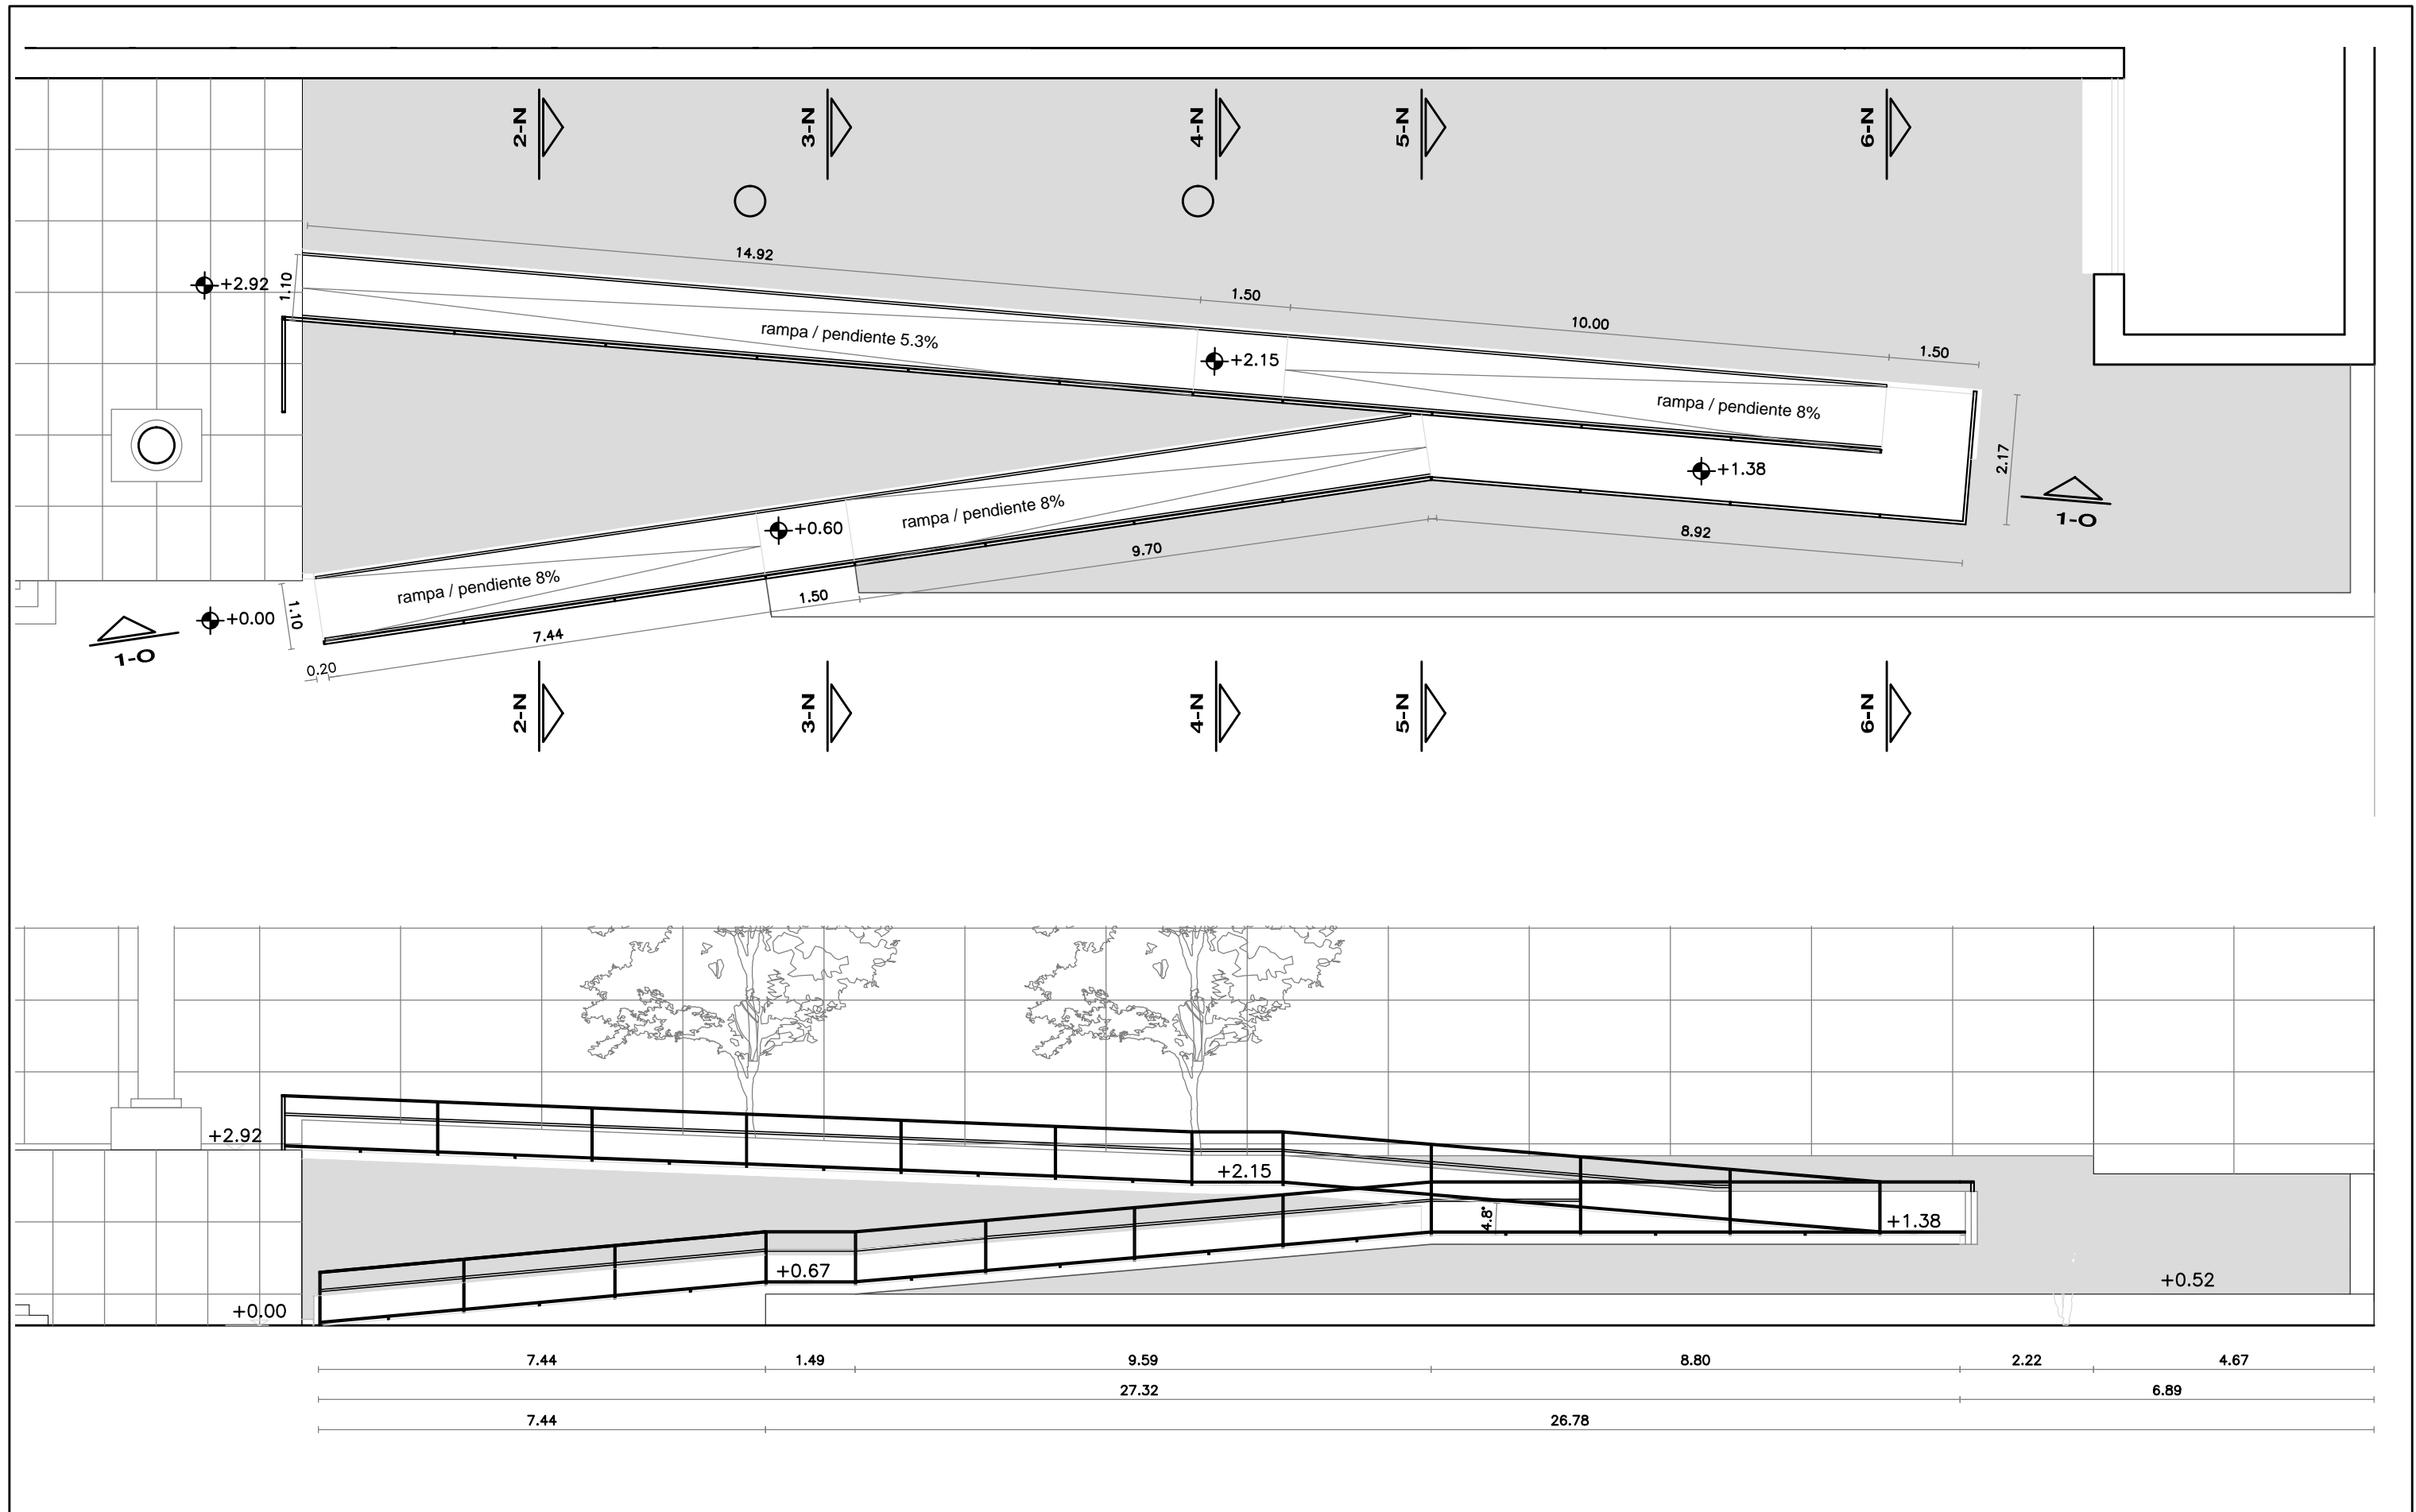 2-N
3-N
4-N
5-N
6-N
14.92
+2.92
1.10
1.50
10.00
rampa / pendiente 5.3%
1.50
+2.15
rampa / pendiente 8%
2.17
+1.38
1-O
rampa / pendiente 8%
+0.60
8.92
9.70
rampa / pendiente 8%
1.50
+0.00
1.10
7.44
1-O
0.20
2-N
3-N
4-N
5-N
6-N
+2.92
+2.15
4.8°
+1.38
+0.67
+0.52
+0.00
7.44 1.49 9.59 8.80 2.22 4.67
27.32 6.89
7.44 26.78